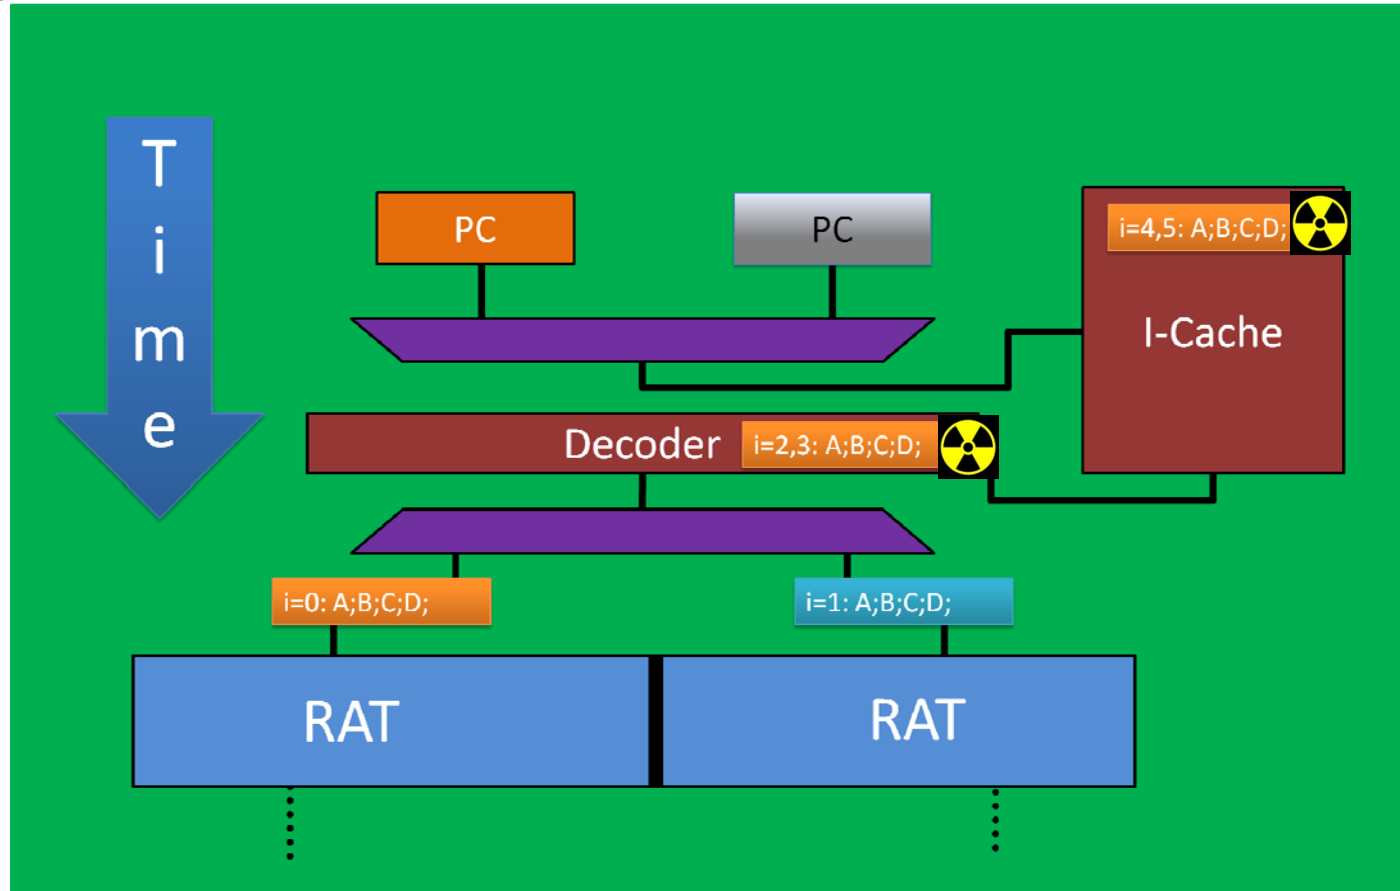 T
i
m
e
PC
PC
i=4,5: A;B;C;D;
I-Cache
Decoder
i=2,3: A;B;C;D;
i=0: A;B;C;D;
i=1: A;B;C;D;
RAT
RAT